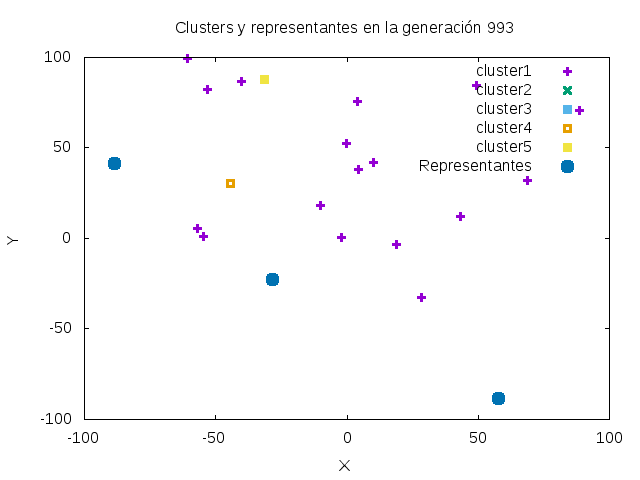 Clusters y representantes en la generación 993
cluster1
cluster2
cluster3
cluster4
cluster5
Representantes
100
50
0
-50
-100
Y
-100 -50 0 50 100
X